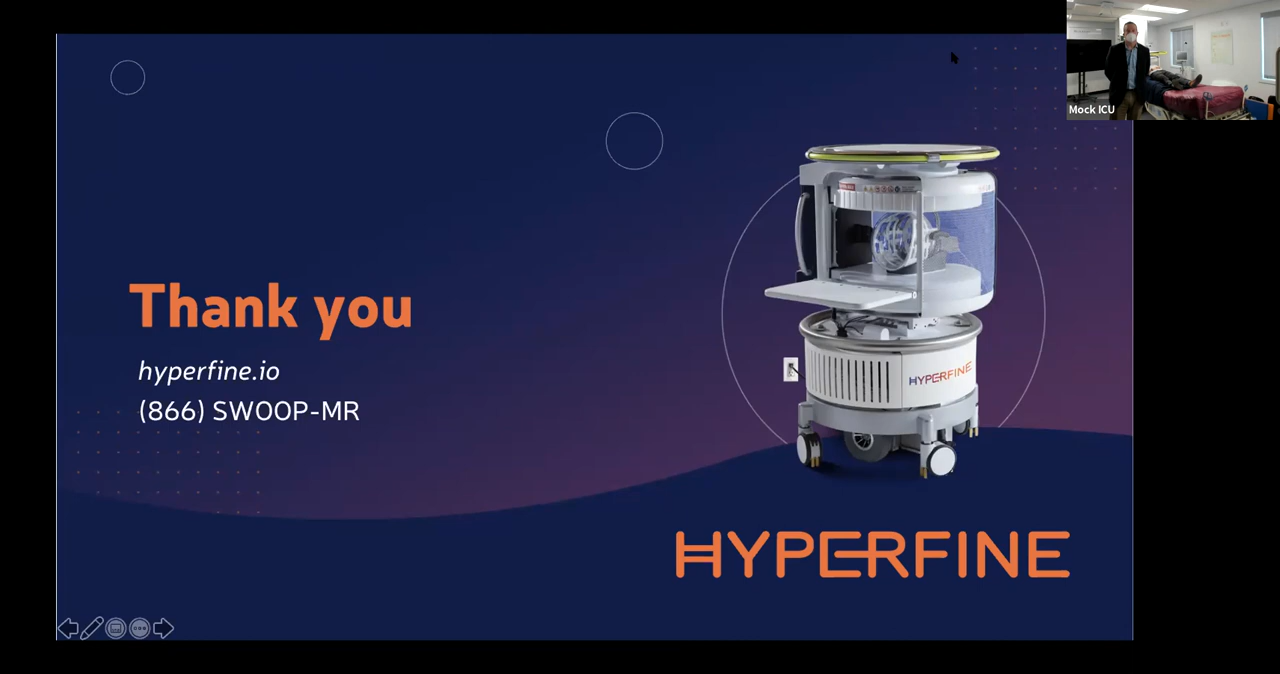 Mock ICU
Thank you
hyperfine.io
(866) SWOOP-MR
HYPERFINE
HYPERFINE